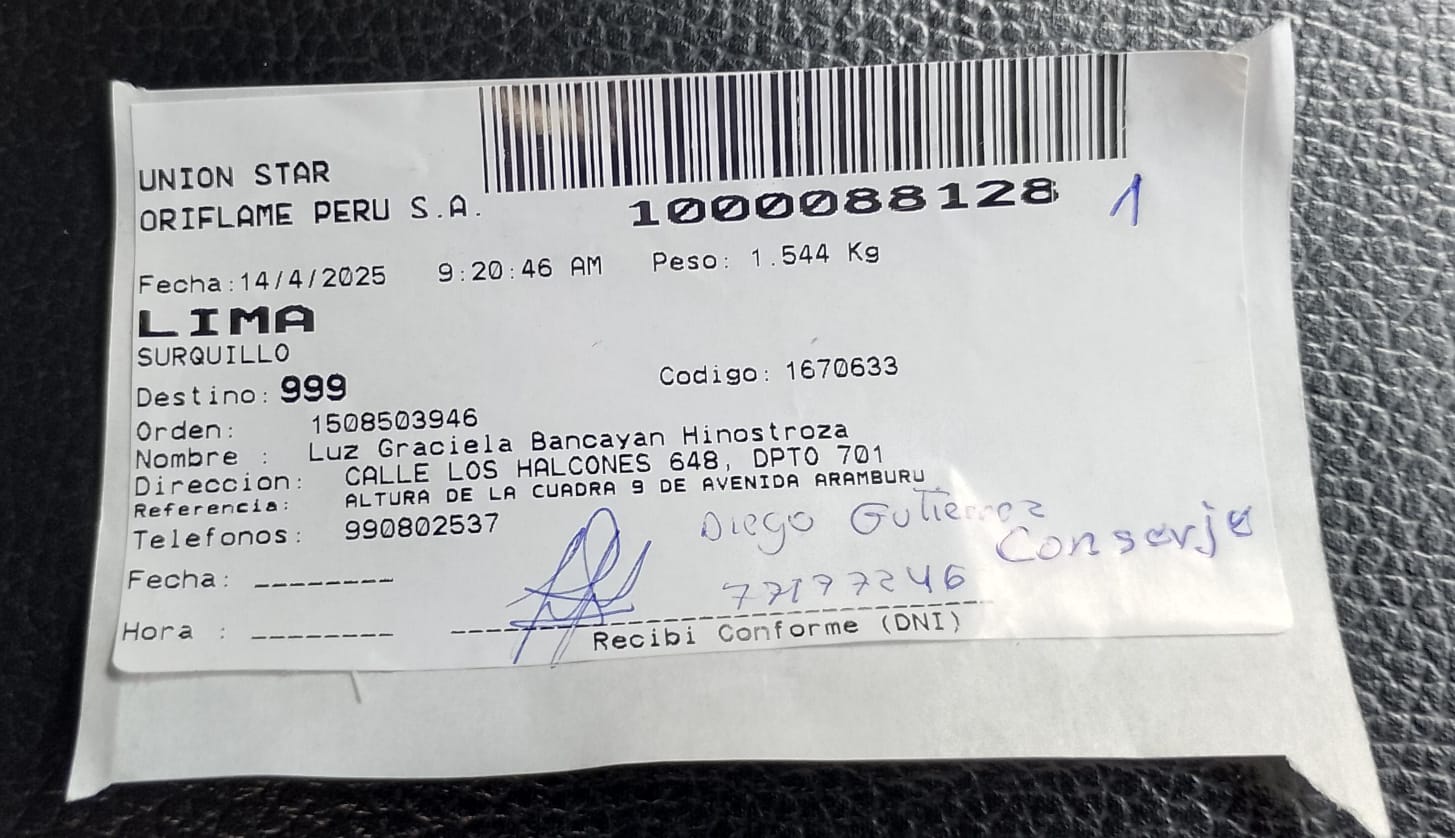 UNION STAR
ORIFLAME PERU S.A.
1000088128 1
Fecha:14/4/2025 9:20:46 AM Peso: 1.544 Kg
LIMA
SURQUILLO
Destino: 999 Codigo: 1670633
Orden: 1508503946
Nombre : Luz Graciela Bancayan Hinostroza
Direccion: CALLE LOS HALCONES 648, DPTO 701
Referencia: ALTURA DE LA CUADRA 9 DE AVENIDA ARAMBURU
Telefonos: 990802537
Diego Gutierrez
Conserje
Fecha: --------
77197246
Hora : --------
Recibi Conforme (DNI)